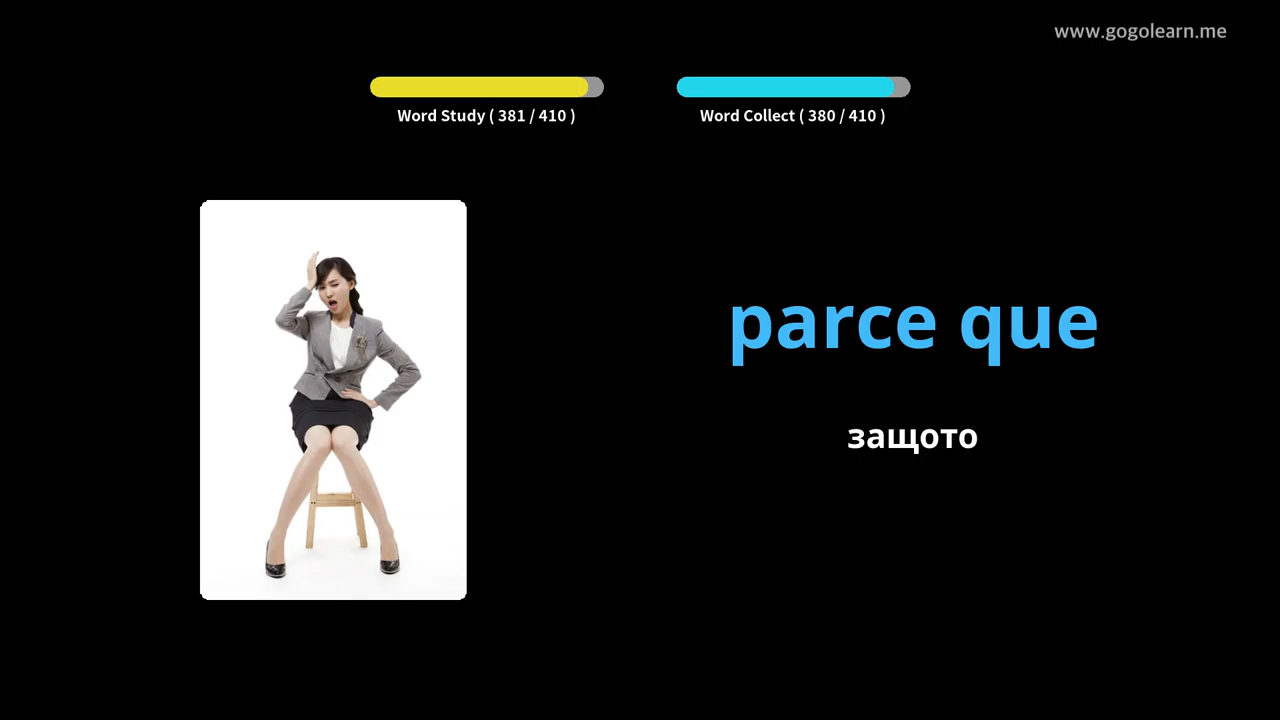 www.gogolearn.me
Word Study ( 381 / 410 )
Word Collect ( 380 / 410 )
parce que
защото